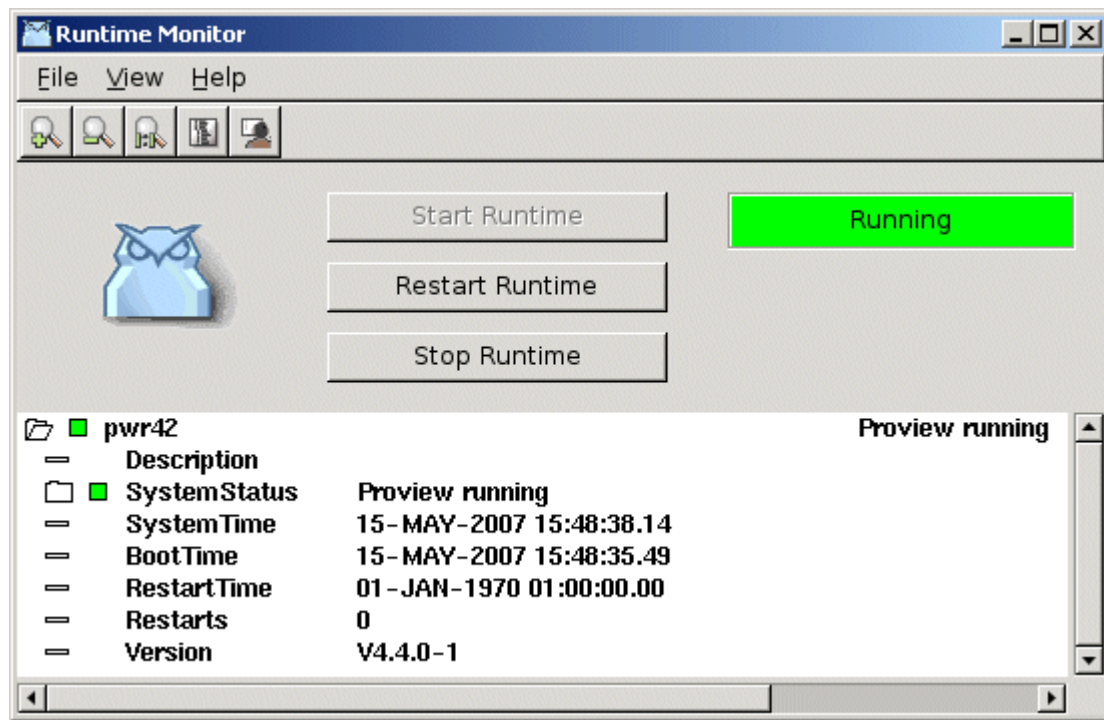 Runtime Monitor
File View Help
Start Runtime
Running
Restart Runtime
Stop Runtime
pwr42 Proview running
Description
SystemStatus Proview running
SystemTime 15-MAY-2007 15:48:38.14
BootTime 15-MAY-2007 15:48:35.49
RestartTime 01-JAN-1970 01:00:00.00
Restarts 0
Version V4.4.0-1